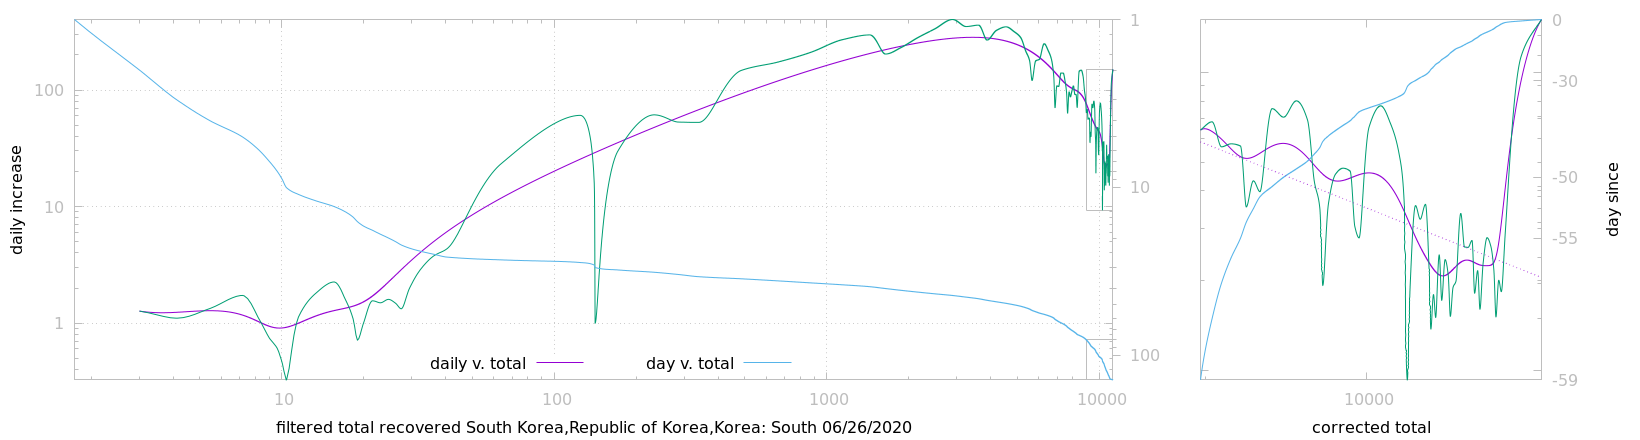 daily increase
100
10
1
10
100
1000
10000
1
10
100
daily v. total
day v. total
filtered total recovered South Korea,Republic of Korea,Korea: South 06/26/2020
0
-30
-50
-55
-59
day since
10000
corrected total